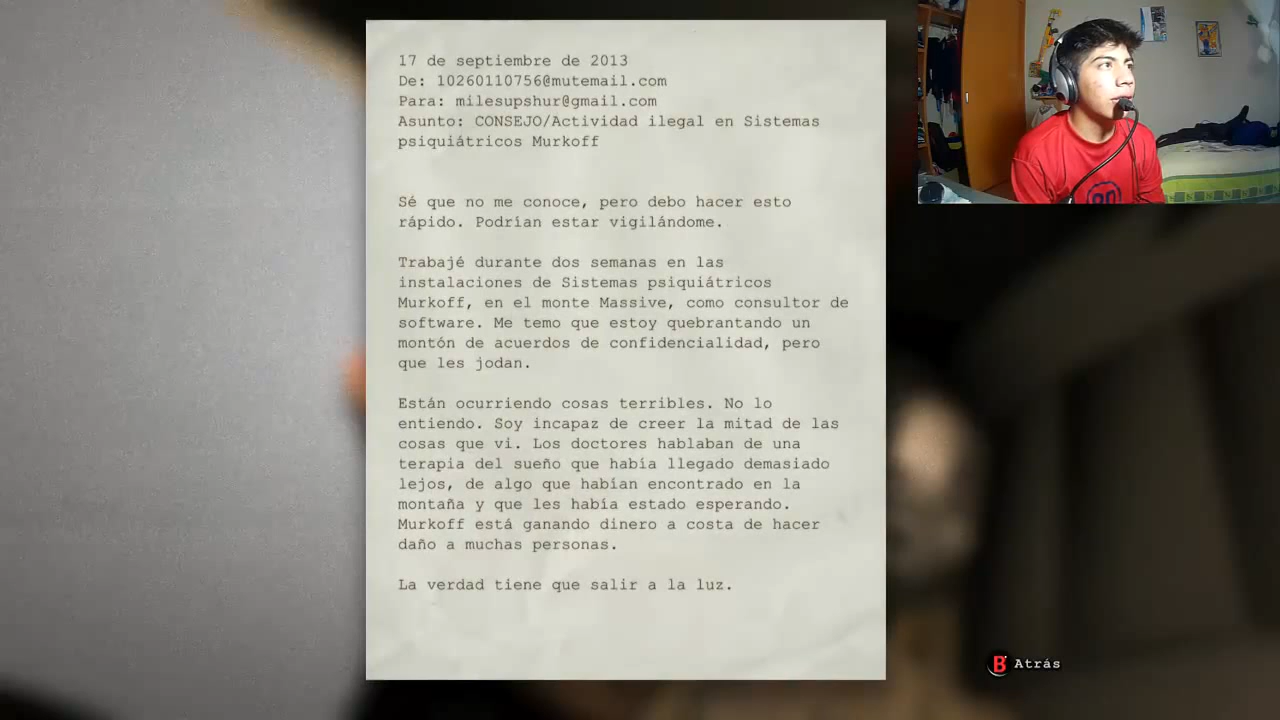 17 de septiembre de 2013
De: 10260110756@mutemail.com
Para: milesupshur@gmail.com
Asunto: CONSEJO/Actividad ilegal en Sistemas
psiquiátricos Murkoff
Sé que no me conoce, pero debo hacer esto
rápido. Podrían estar vigilándome.
Trabajé durante dos semanas en las
instalaciones de Sistemas psiquiátricos
Murkoff, en el monte Massive, como consultor de
software. Me temo que estoy quebrantando un
montón de acuerdos de confidencialidad, pero
que les jodan.
Están ocurriendo cosas terribles. No lo
entiendo. Soy incapaz de creer la mitad de las
cosas que vi. Los doctores hablaban de una
terapia del sueño que había llegado demasiado
lejos, de algo que habían encontrado en la
montaña y que les había estado esperando.
Murkoff está ganando dinero a costa de hacer
daño a muchas personas.
La verdad tiene que salir a la luz.
B Atrás